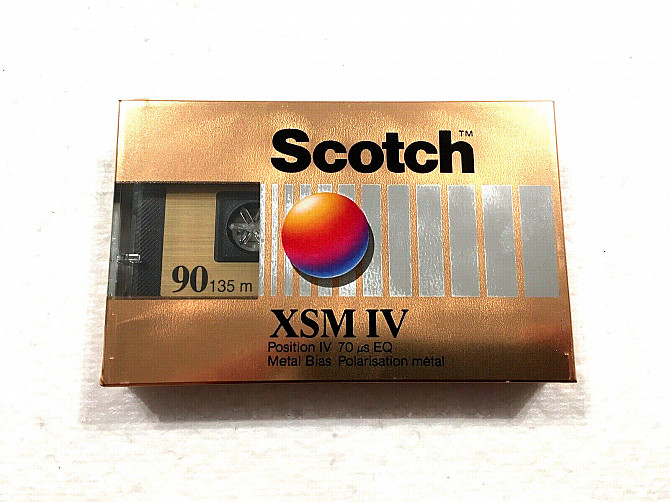 Scotch™
90 135 m
XSM IV
Position IV 70 µs EQ
Metal Bias Polarisation métal